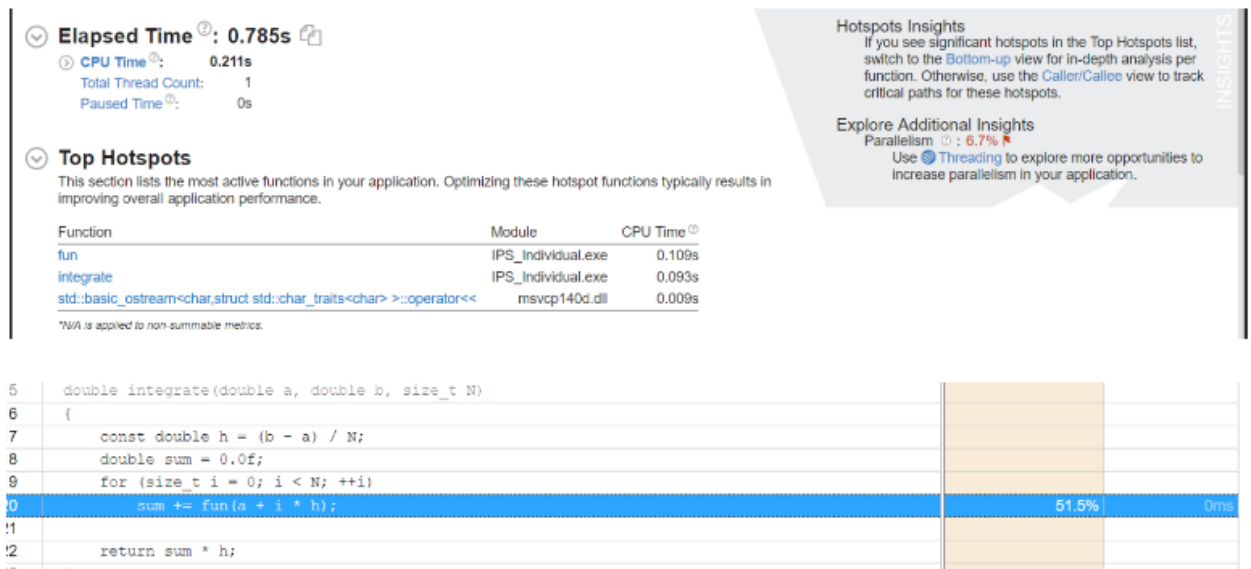 Elapsed Time ?: 0.785s
CPU Time ?: 0.211s
Total Thread Count: 1
Paused Time ?: 0s
Top Hotspots
This section lists the most active functions in your application. Optimizing these hotspot functions typically results in
improving overall application performance.
Function Module CPU Time ?
fun IPS_Individual.exe 0.109s
integrate IPS_Individual.exe 0.093s
std::basic_ostream<char,struct std::char_traits<char> >::operator<< msvcp140d.dll 0.009s
*N/A is applied to non-summable metrics.
Hotspots Insights
If you see significant hotspots in the Top Hotspots list,
switch to the Bottom-up view for in-depth analysis per
function. Otherwise, use the Caller/Callee view to track
critical paths for these hotspots.
Explore Additional Insights
Parallelism ? : 6.7%
Use Threading to explore more opportunities to
increase parallelism in your application.
INSIGHTS
5 double integrate(double a, double b, size_t N)
6 {
7 const double h = (b - a) / N;
8 double sum = 0.0f;
9 for (size_t i = 0; i < N; ++i)
20 sum += fun(a + i * h); 51.5% 0ms
21
22 return sum * h;